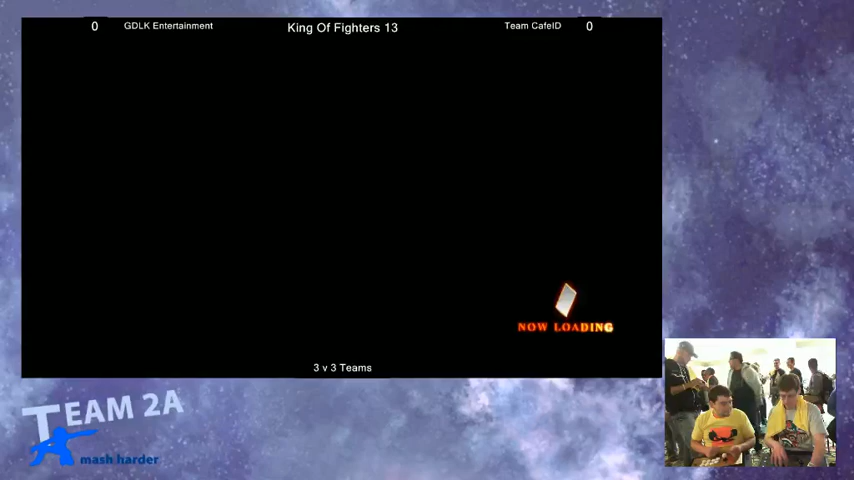 0 GDLK Entertainment King Of Fighters 13 Team CafeID 0
NOW LOADING
3 v 3 Teams
TEAM 2A
mash harder